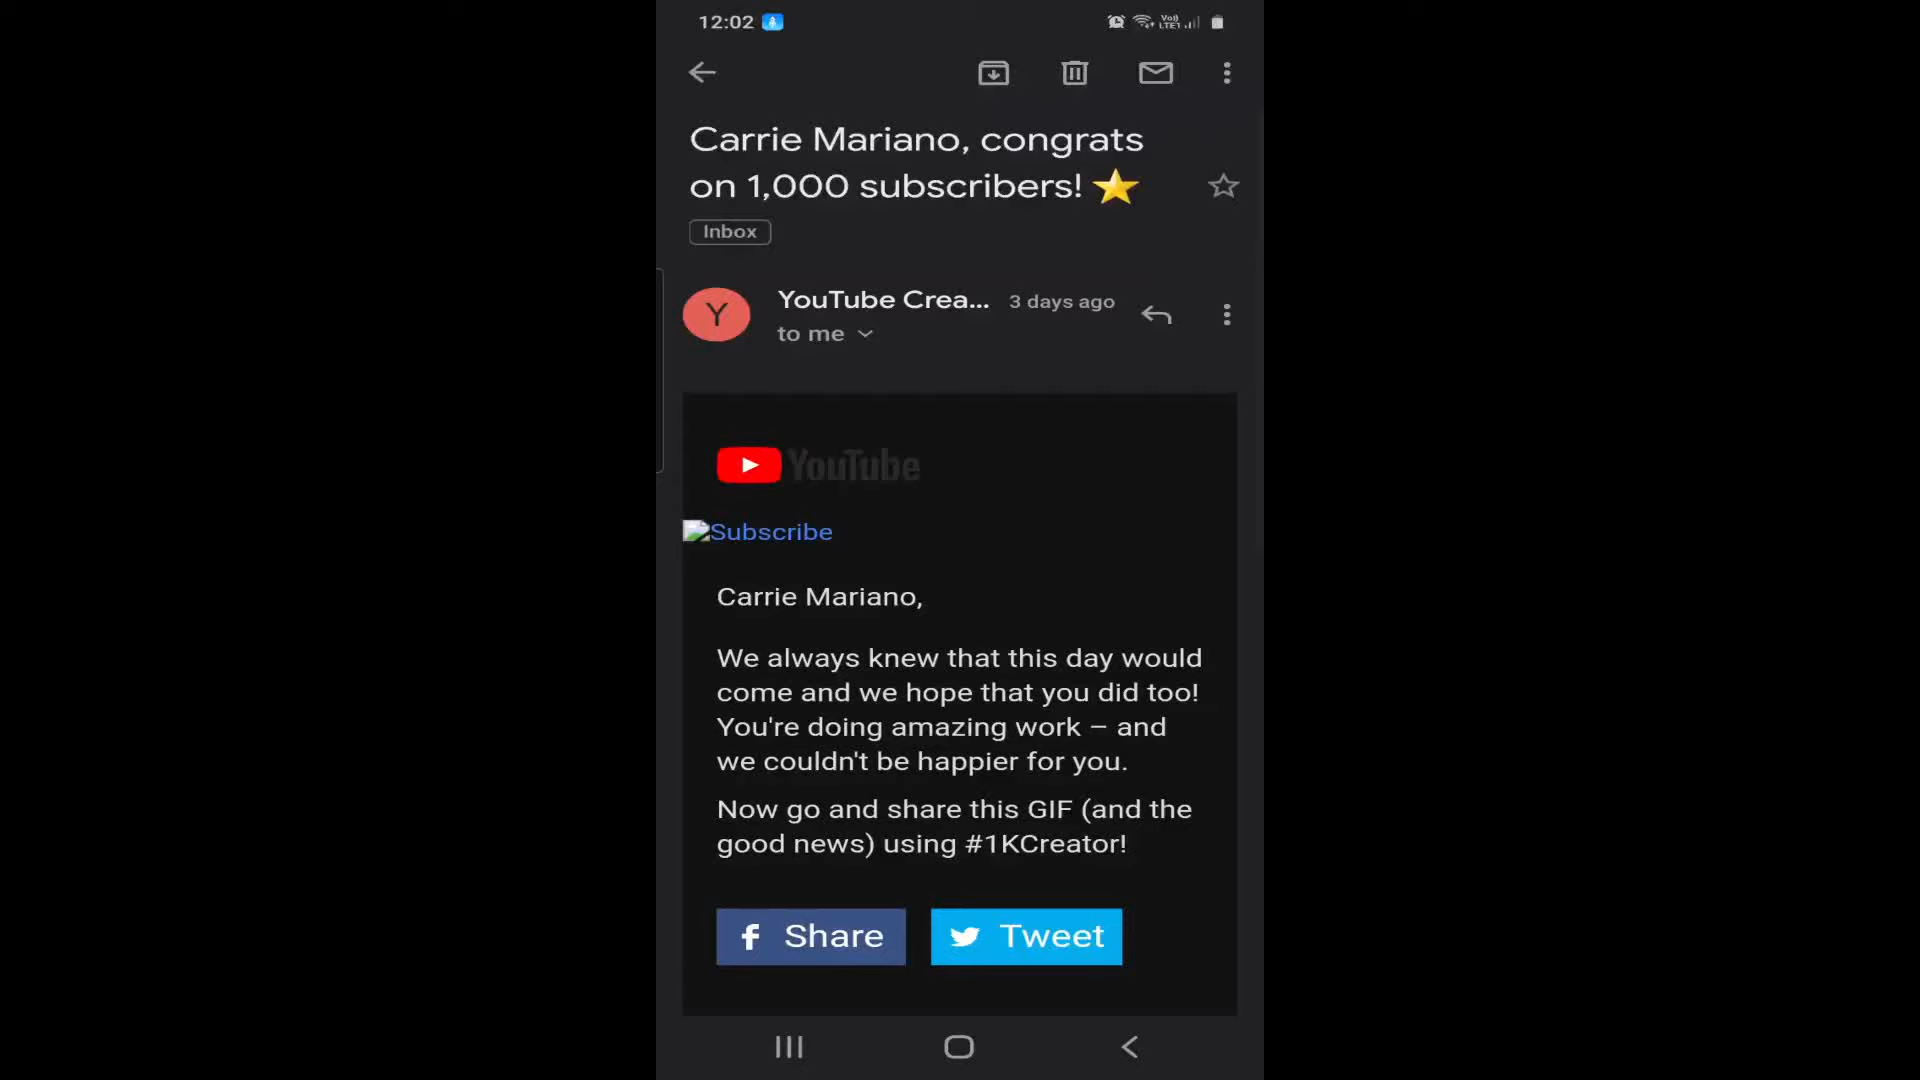 12:02
Carrie Mariano, congrats
on 1,000 subscribers! ⭐
Inbox
Y
YouTube Crea... 3 days ago
to me
YouTube
Subscribe
Carrie Mariano,
We always knew that this day would
come and we hope that you did too!
You're doing amazing work – and
we couldn't be happier for you.
Now go and share this GIF (and the
good news) using #1KCreator!
f Share
Tweet